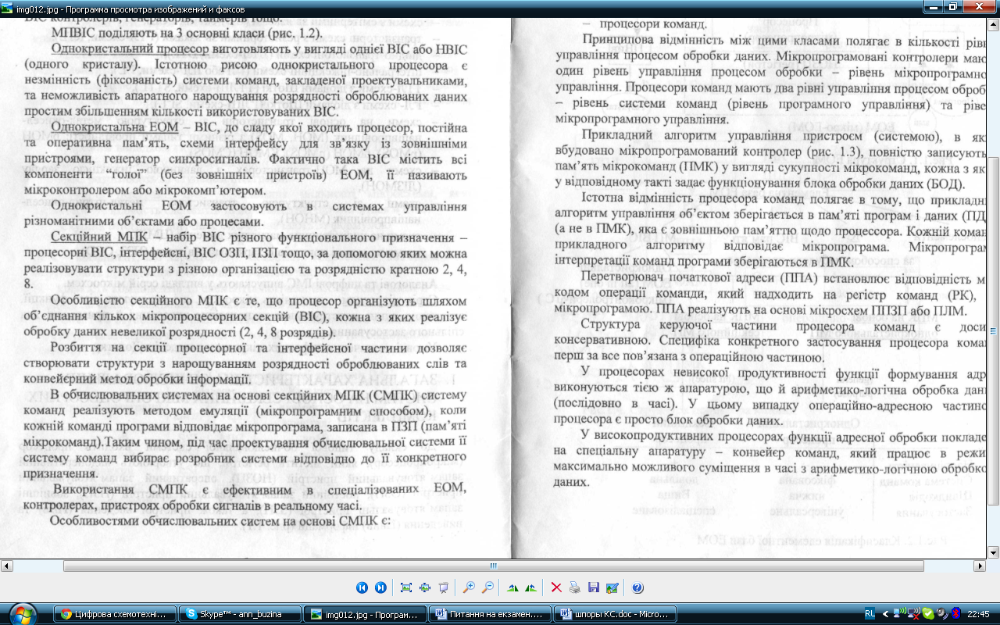 img012.jpg - Программа просмотра изображений и факсов
ВІС контролерів, генераторів, таймерів тощо.
МПВІС поділяють на 3 основні класи (рис. 1,2).
Однокристальний процесор виготовляють у вигляді однієї ВІС або НВІС
(одного кристалу). Істотною рисою однокристального процесора є
незмінність (фіксованість) системи команд, закладеної проектувальниками,
та неможливість апаратного нарощування розрядності оброблюваних даних
простим збільшенням кількості використовуваних ВІС.
Однокристальна ЕОМ – ВІС, до складу якої входить процесор, постійна
та оперативна пам’ять, схеми інтерфейсу для зв’язку із зовнішніми
пристроями, генератор синхросигналів. Фактично така ВІС містить всі
компоненти “голої” (без зовнішніх пристроїв) ЕОМ, її називають
мікроконтролером або мікрокомп’ютером.
Однокристальні ЕОМ застосовують в системах управління
різноманітними об’єктами або процесами.
Секційний МПК – набір ВІС різного функціонального призначення –
процесорні ВІС, інтерфейсні, ВІС ОЗП, ПЗП тощо, за допомогою яких можна
реалізовувати структури з різною організацією та розрядністю кратною 2, 4,
8.
Особливістю секційного МПК є те, що процесор організують шляхом
об’єднання кількох мікропроцесорних секцій (ВІС), кожна з яких реалізує
обробку даних невеликої розрядності (2, 4, 8 розрядів).
Розбиття на секції процесорної та інтерфейсної частини дозволяє
створювати структури з нарощуванням розрядності оброблюваних слів та
конвейєрний метод обробки інформації.
В обчислювальних системах на основі секційних МПК (СМПК) систему
команд реалізують методом емуляції (мікропрограмним способом), коли
кожній команді програми відповідає мікропрограма, записана в ПЗП (пам’яті
мікрокоманд).Таким чином, під час проектування обчислювальної системи її
систему команд вибирає розробник системи відповідно до її конкретного
призначення.
Використання СМПК є ефективним в спеціалізованих ЕОМ,
контролерах, пристроях обробки сигналів в реальному часі.
Особливостями обчислювальних систем на основі СМПК є:
– процесори команд.
Принципова відмінність між цими класами полягає в кількості рівн
управління процесом обробки даних. Мікропрограмовані контролери маю
один рівень управління процесом обробки – рівень мікропрограмно
управління. Процесори команд мають два рівні управління процесом оброб
– рівень системи команд (рівень програмного управління) та ріве
мікропрограмного управління.
Прикладний алгоритм управління пристроєм (системою), в яки
вбудовано мікропрограмований контролер (рис. 1.3), повністю записують
пам’ять мікрокоманд (ПМК) у вигляді сукупності мікрокоманд, кожна з як
у відповідному такті задає функціонування блока обробки даних (БОД).
Істотна відмінність процесора команд полягає в тому, що прикладни
алгоритм управління об’єктом зберігається в пам’яті програм і даних (ПД
(а не в ПМК), яка є зовнішньою пам’яттю щодо процессора. Кожній коман
прикладного алгоритму відповідає мікропрограма. Мікропрограм
інтерпретації команд програми зберігаються в ПМК.
Перетворювач початкової адреси (ППА) встановлює відповідність м
кодом операції команди, який надходить на регістр команд (РК),
мікропрограмою. ППА реалізують на основі мікросхем ППЗП або ПЛМ.
Структура керуючої частини процесора команд є доси
консервативною. Специфіка конкретного застосування процесора коман
перш за все пов’язана з операційною частиною.
У процесорах невисокої продуктивності функції формування адр
виконуються тією ж апаратурою, що й арифметико-логічна обробка дан
(послідовно в часі). У цьому випадку операційно-адресною частино
процесора є просто блок обробки даних.
У високопродуктивних процесорах функції адресної обробки покладе
на спеціальну апаратуру – конвейєр команд, який працює в режи
максимально можливого суміщення в часі з арифметико-логічною обробко
даних.
Цифрова схемотехні...
Skype™ - ann_buzina
img012.jpg - Програм...
Питання на екзамен....
шпоры КС.doc - Micro...
RL
22:45